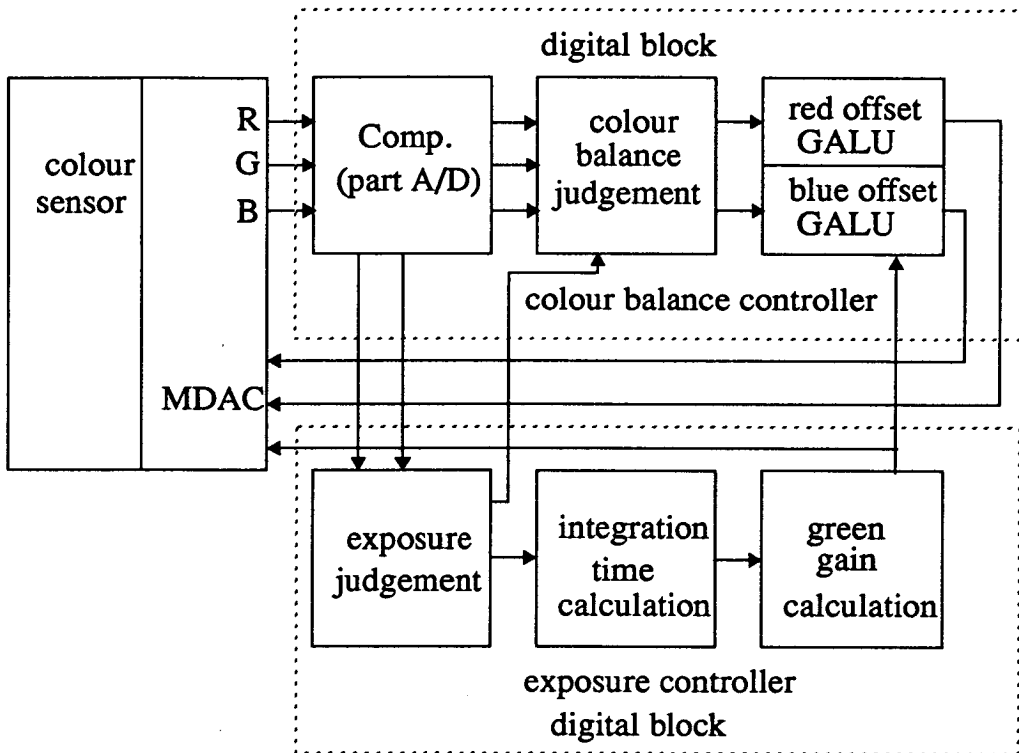 digital block
colour
sensor
R
G
B
MDAC
Comp.
(part A/D)
colour
balance
judgement
red offset
GALU
blue offset
GALU
colour balance controller
exposure
judgement
integration
time
calculation
green
gain
calculation
exposure controller
digital block